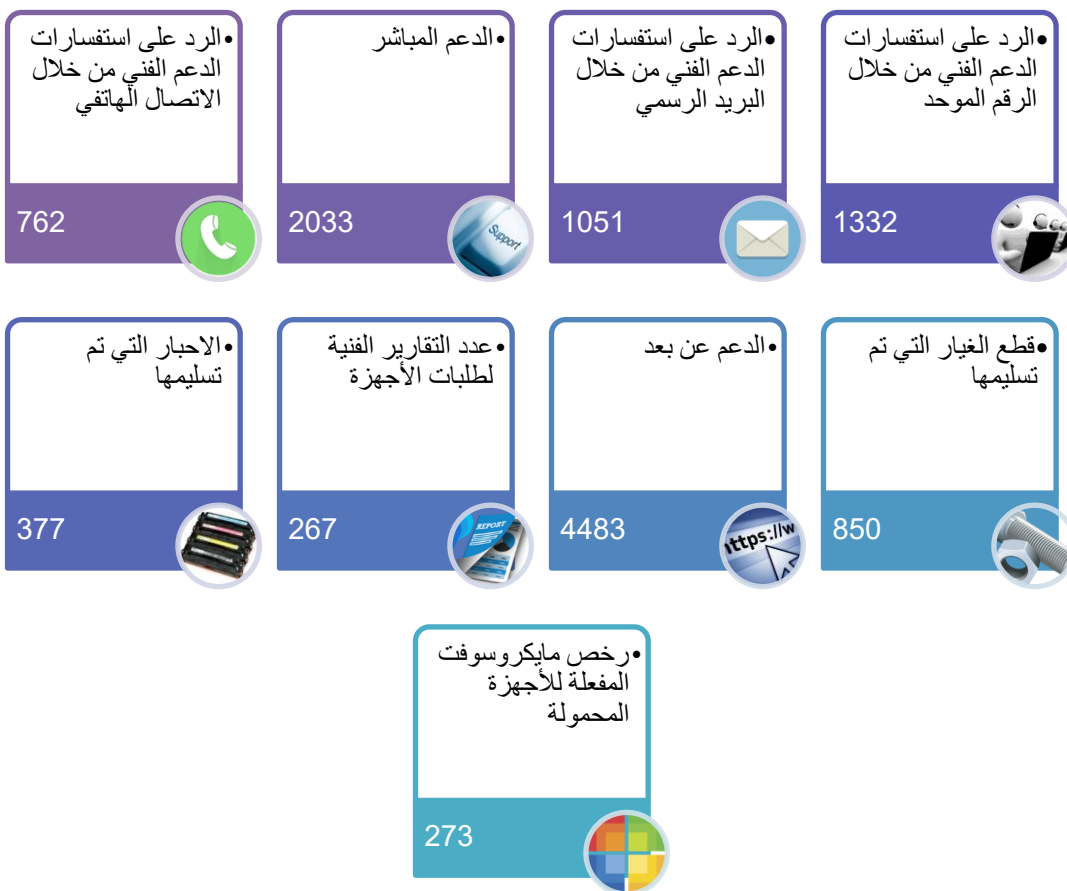 •الرد على استفسارات
الدعم الفني من خلال
الرقم الموحد
1332
•الرد على استفسارات
الدعم الفني من خلال
البريد الرسمي
1051
•الدعم المباشر
2033
Support
•الرد على استفسارات
الدعم الفني من خلال
الاتصال الهاتفي
762
•قطع الغيار التي تم
تسليمها
850
•الدعم عن بعد
4483
ttps://w
•عدد التقارير الفنية
لطلبات الأجهزة
267
REPORT
•الاحبار التي تم
تسليمها
377
•رخص مايكروسوفت
المفعلة للأجهزة
المحمولة
273